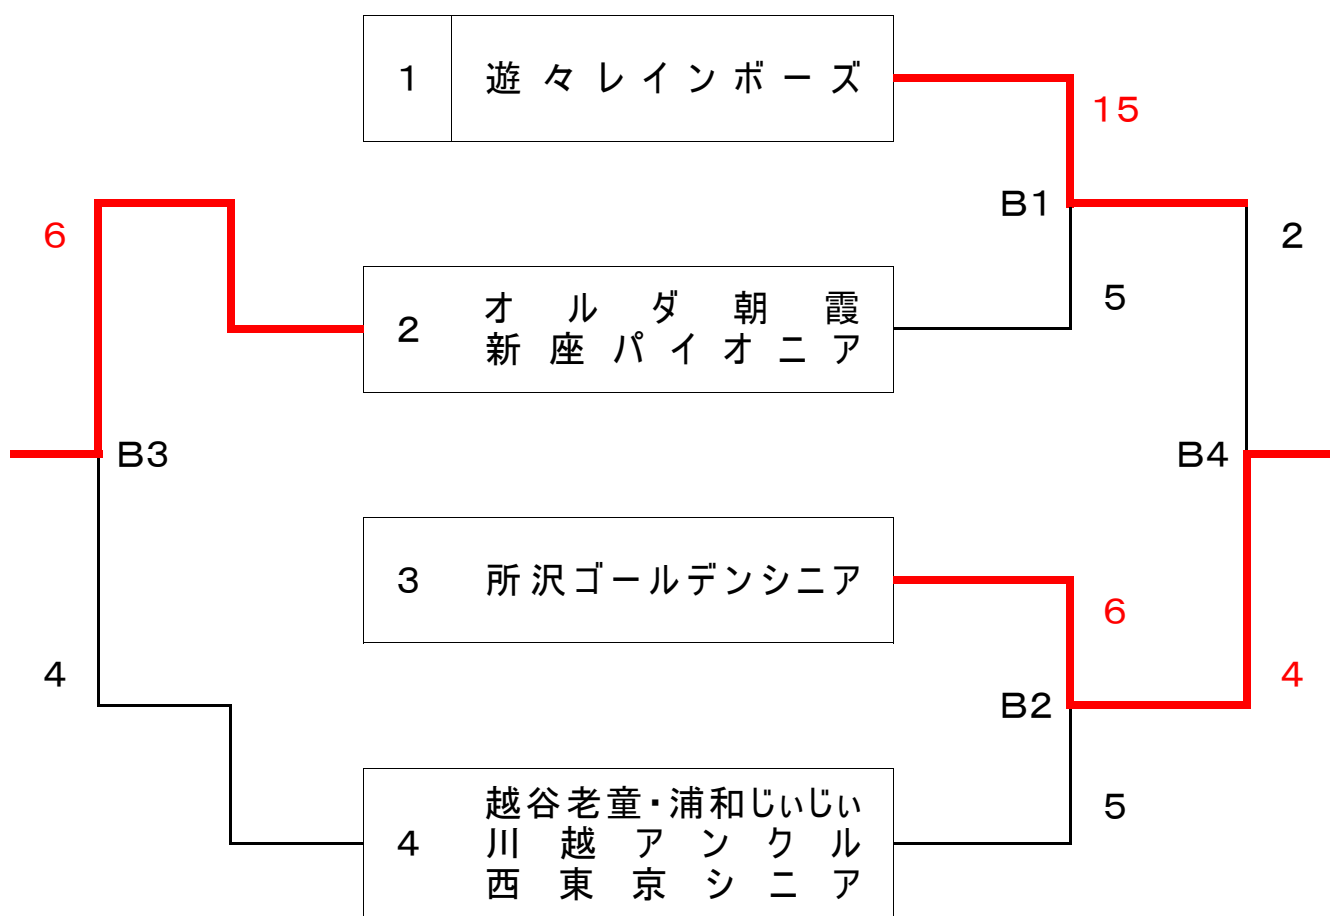 1 遊々レインボーズ
15
B1
6
2
5
2 オルダ朝霞
新座パイオニア
B3
B4
3 所沢ゴールデンシニア
6
4
4
B2
5
4 越谷老童・浦和じぃじぃ
川越アンクル
西東京シニア